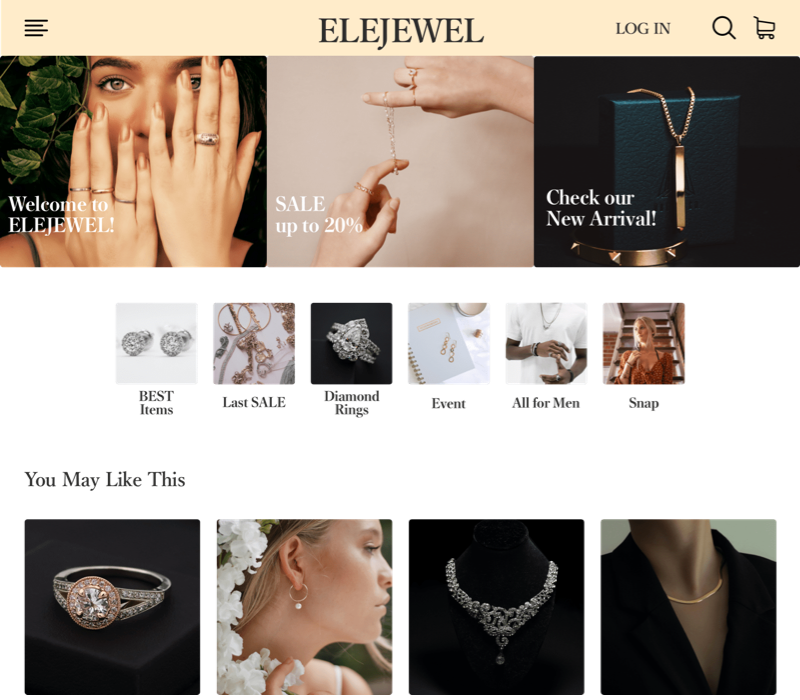 ELEJEWEL
LOG IN
Welcome to
ELEJEWEL!
SALE
up to 20%
Check our
New Arrival!
BEST
Items
Last SALE
Diamond
Rings
Event
All for Men
Snap
You May Like This